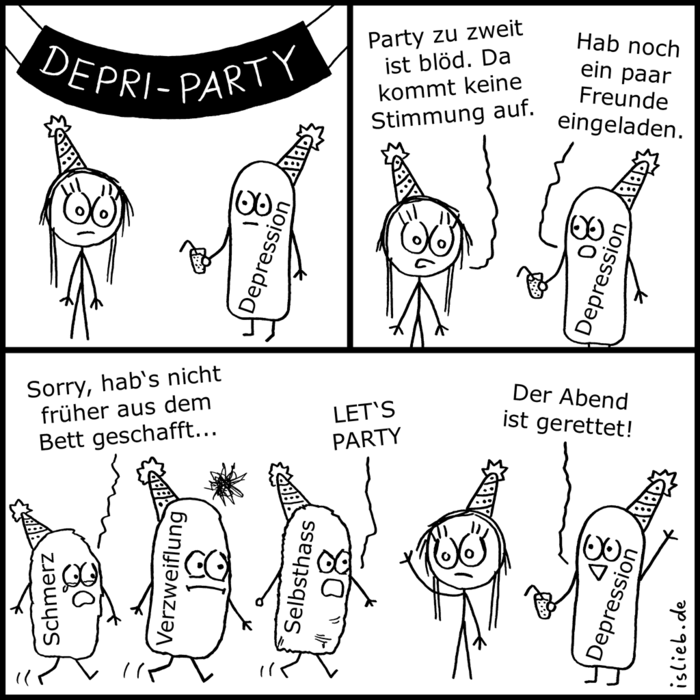 DEPRI-PARTY
Depression
Party zu zweit
ist blöd. Da
kommt keine
Stimmung auf.
Hab noch
ein paar
Freunde
eingeladen.
Depression
Sorry, hab's nicht
früher aus dem
Bett geschafft...
LET'S
PARTY
Der Abend
ist gerettet!
Schmerz
Verzweiflung
Selbsthass
Depression
islieb.de